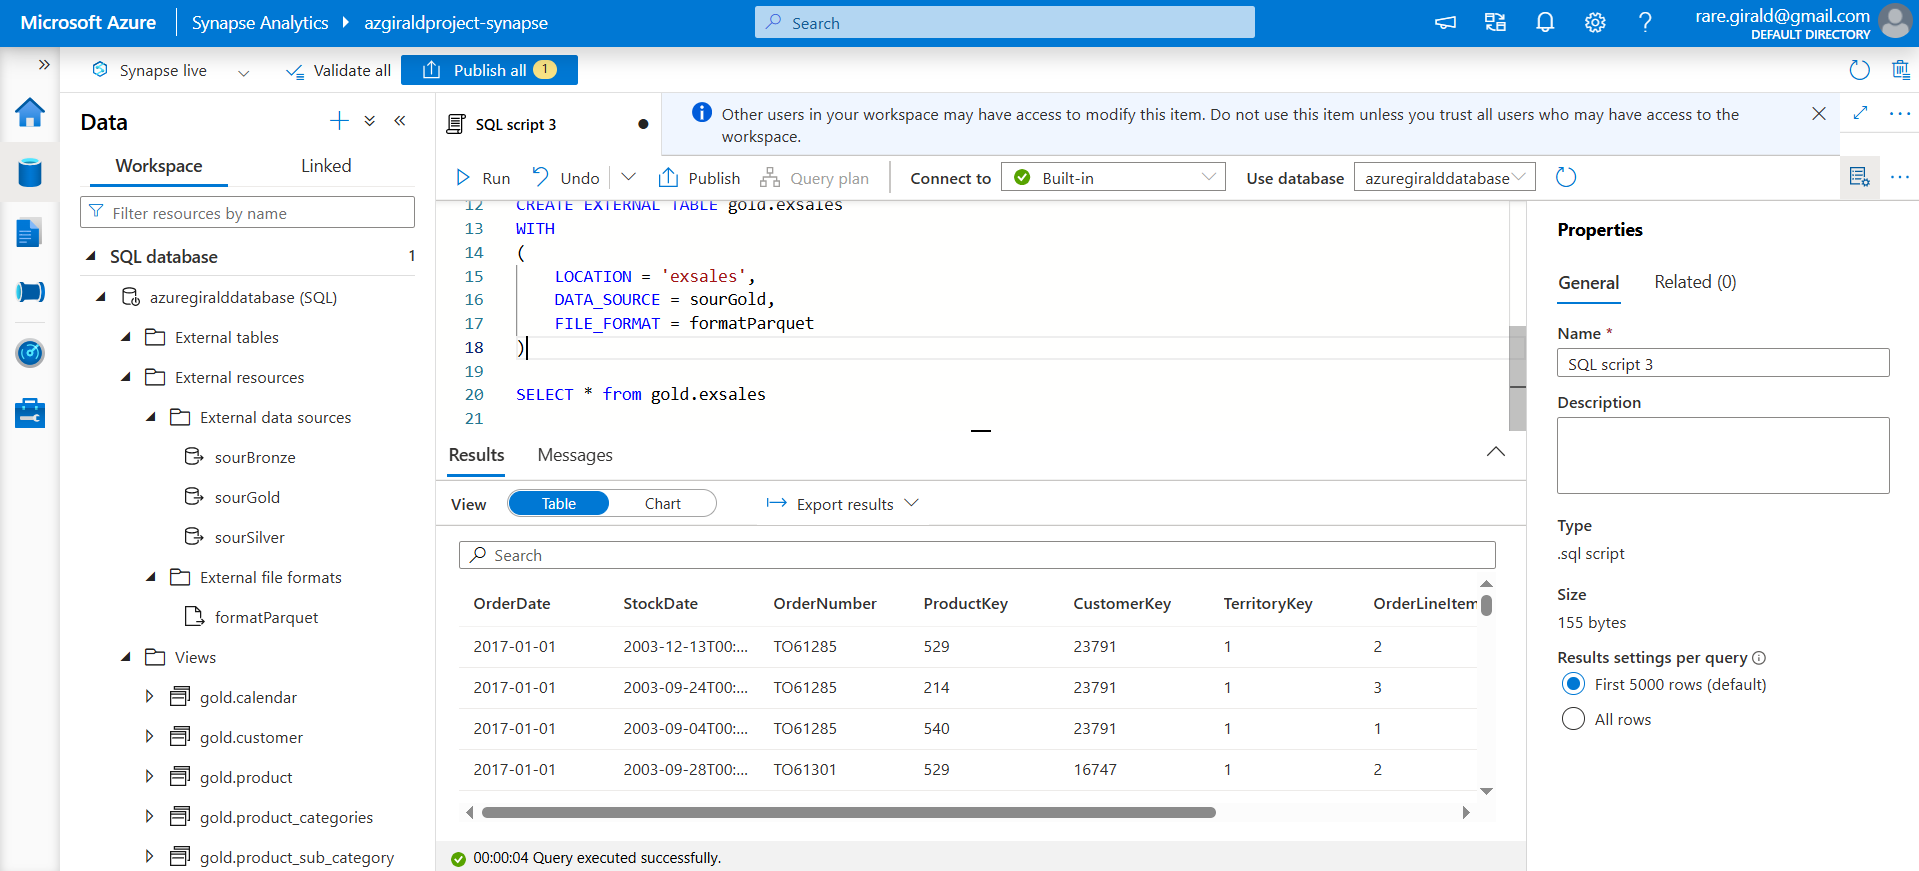 Microsoft Azure
Synapse Analytics
azgiraldproject-synapse
Search
rare.girald@gmail.com
DEFAULT DIRECTORY
Synapse live
Validate all
Publish all 1
Data
Workspace
Linked
Filter resources by name
SQL database 1
azuregiralddatabase (SQL)
External tables
External resources
External data sources
sourBronze
sourGold
sourSilver
External file formats
formatParquet
Views
gold.calendar
gold.customer
gold.product
gold.product_categories
gold.product_sub_category
SQL script 3
Other users in your workspace may have access to modify this item. Do not use this item unless you trust all users who may have access to the
workspace.
Run
Undo
Publish
Query plan
Connect to
Built-in
Use database
azuregiralddatabase
12 CREATE EXTERNAL TABLE gold.exsales
13 WITH
14 (
15 LOCATION = 'exsales',
16 DATA_SOURCE = sourGold,
17 FILE_FORMAT = formatParquet
18 )
19
20 SELECT * from gold.exsales
21
Results
Messages
View
Table
Chart
Export results
Search
OrderDate StockDate OrderNumber ProductKey CustomerKey TerritoryKey OrderLineItem
2017-01-01 2003-12-13T00:... TO61285 529 23791 1 2
2017-01-01 2003-09-24T00:... TO61285 214 23791 1 3
2017-01-01 2003-09-04T00:... TO61285 540 23791 1 1
2017-01-01 2003-09-28T00:... TO61301 529 16747 1 2
00:00:04 Query executed successfully.
Properties
General
Related (0)
Name *
SQL script 3
Description
Type
.sql script
Size
155 bytes
Results settings per query
First 5000 rows (default)
All rows